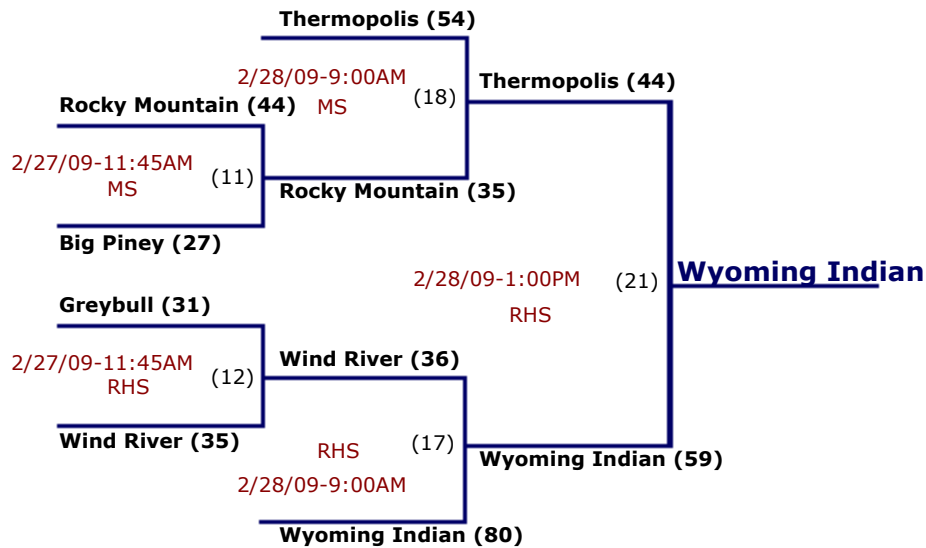 Thermopolis (54)
2/28/09-9:00AM
MS
(18)
Thermopolis (44)
Rocky Mountain (44)
2/27/09-11:45AM
MS
(11)
Rocky Mountain (35)
Big Piney (27)
2/28/09-1:00PM
RHS
(21)
Wyoming Indian
Greybull (31)
2/27/09-11:45AM
RHS
(12)
Wind River (36)
Wind River (35)
RHS
2/28/09-9:00AM
(17)
Wyoming Indian (59)
Wyoming Indian (80)